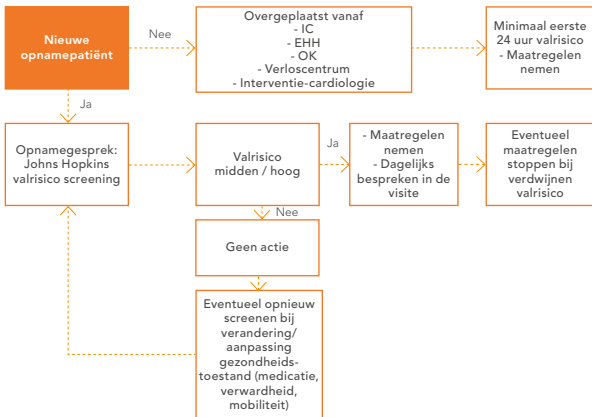 Nieuwe
opnamepatiënt
Nee
Overgeplaatst vanaf
- IC
- EHH
- OK
- Verloscentrum
- Interventie-cardiologie
Minimaal eerste
24 uur valrisico
- Maatregelen
nemen
Ja
Opnamegesprek:
Johns Hopkins
valrisico screening
Valrisico
midden / hoog
Ja
- Maatregelen
nemen
- Dagelijks
bespreken in de
visite
Eventueel
maatregelen
stoppen bij
verdwijnen
valrisico
Nee
Geen actie
Eventueel opnieuw
screenen bij
verandering/
aanpassing
gezondheids-
toestand (medicatie,
verwardheid,
mobiliteit)